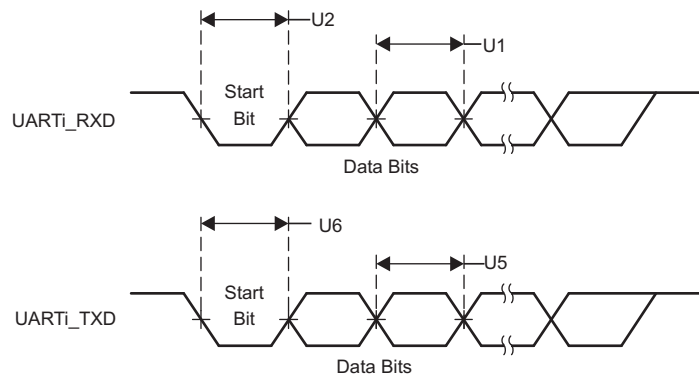 U2
U1
Start
Bit
UARTi_RXD
Data Bits
U6
U5
Start
Bit
UARTi_TXD
Data Bits